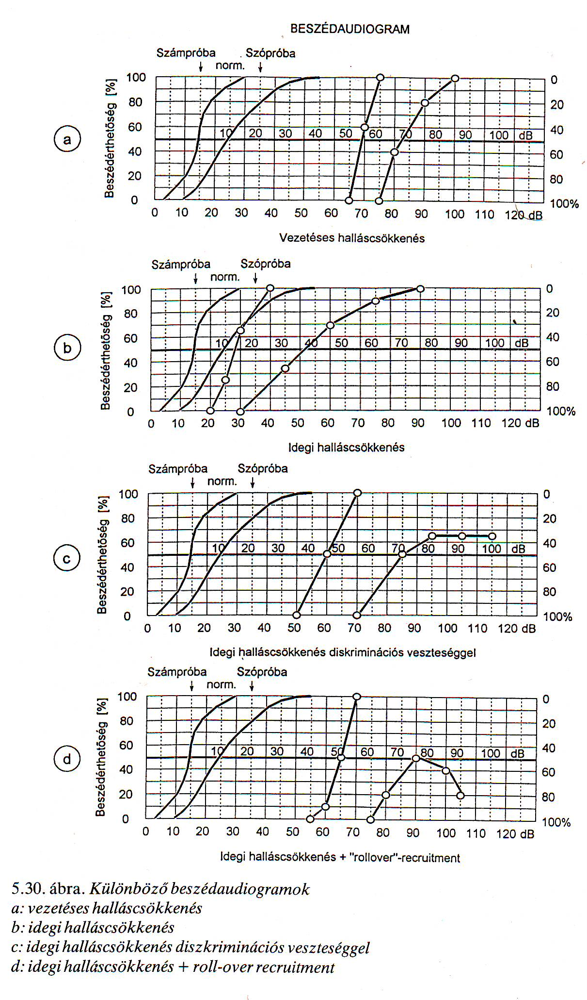 BESZÉDAUDIOGRAM
Számpróba Szópróba
norm.
Beszédérthetőség [%]
100 0
80 20
60 40
10 20 30 40 50 60 70 80 90 100 dB
40 60
20 80
0 100%
0 10 20 30 40 50 60 70 80 90 100 110 120 dB
a
Vezetéses halláscsökkenés
Számpróba Szópróba
norm.
Beszédérthetőség [%]
100 0
80 20
60 40
10 20 30 40 50 60 70 80 90 100 dB
40 60
20 80
0 100%
0 10 20 30 40 50 60 70 80 90 100 110 120 dB
b
Idegi halláscsökkenés
Számpróba Szópróba
norm.
Beszédérthetőség [%]
100 0
80 20
60 40
10 20 30 40 50 60 70 80 90 100 dB
40 60
20 80
0 100%
0 10 20 30 40 50 60 70 80 90 100 110 120 dB
c
Idegi halláscsökkenés diskriminációs veszteséggel
Számpróba Szópróba
norm.
Beszédérthetőség [%]
100 0
80 20
60 40
10 20 30 40 50 60 70 80 90 100 dB
40 60
20 80
0 100%
0 10 20 30 40 50 60 70 80 90 100 110 120 dB
d
Idegi halláscsökkenés + "rollover"-recruitment
5.30. ábra. Különböző beszédaudiogramok
a: vezetéses halláscsökkenés
b: idegi halláscsökkenés
c: idegi halláscsökkenés diszkriminációs veszteséggel
d: idegi halláscsökkenés + roll-over recruitment